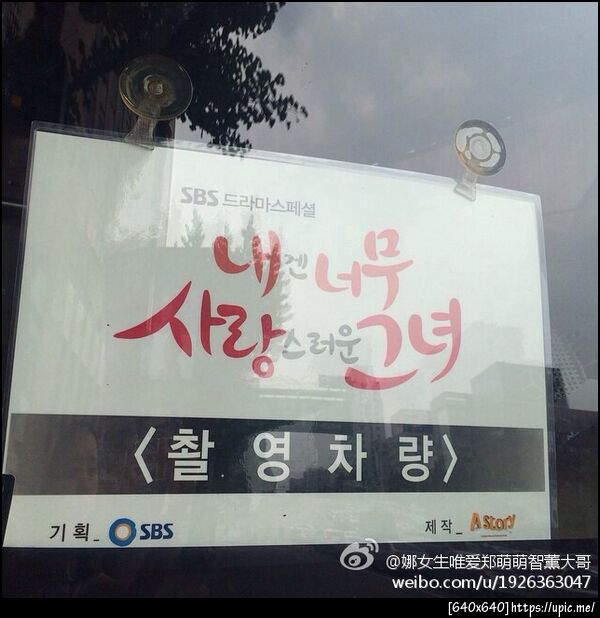 SBS 드라마스페셜
내겐 너무
사랑스러운 그녀
<촬영차량>
기획_ SBS
제작_ A Story
@娜女生唯爱郑萌萌智薰大哥
weibo.com/u/1926363047
[640x640]https://upic.me/